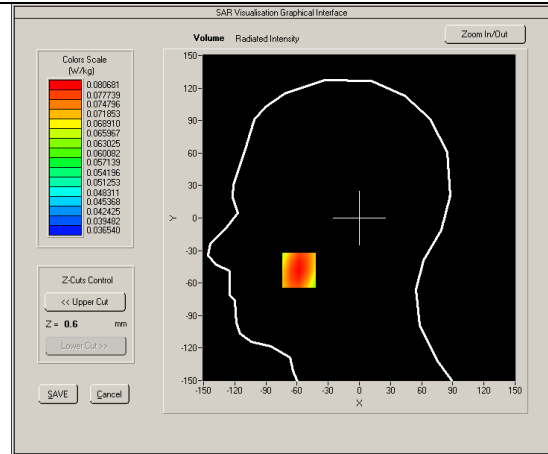 SAR Visualisation Graphical Interface
Volume Radiated Intensity
Zoom In/Out
Colors Scale
(W/kg)
0.080681
0.077739
0.074796
0.071853
0.068910
0.065967
0.063025
0.060082
0.057139
0.054196
0.051253
0.048311
0.045368
0.042425
0.039482
0.036540
Z-Cuts Control
<< Upper Cut
Z = 0.6 mm
Lower Cut >>
SAVE Cancel
150
120
90
60
30
0
-30
-60
-90
-120
-150
Y
-150 -120 -90 -60 -30 0 30 60 90 120 150
X